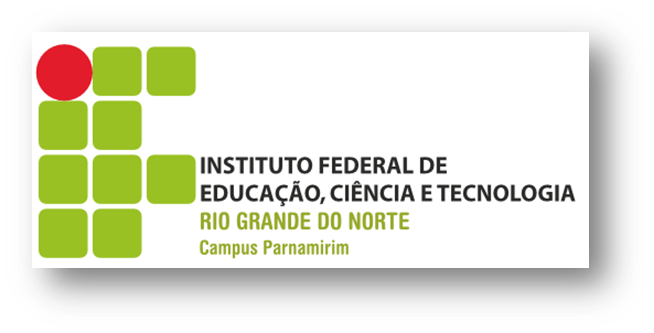 INSTITUTO FEDERAL DE
EDUCAÇÃO, CIÊNCIA E TECNOLOGIA
RIO GRANDE DO NORTE
Campus Parnamirim